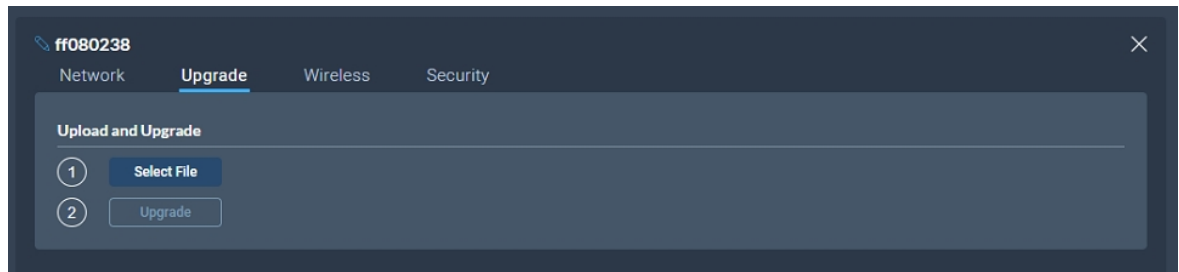 ff080238
Network Upgrade Wireless Security
Upload and Upgrade
1 Select File
2 Upgrade